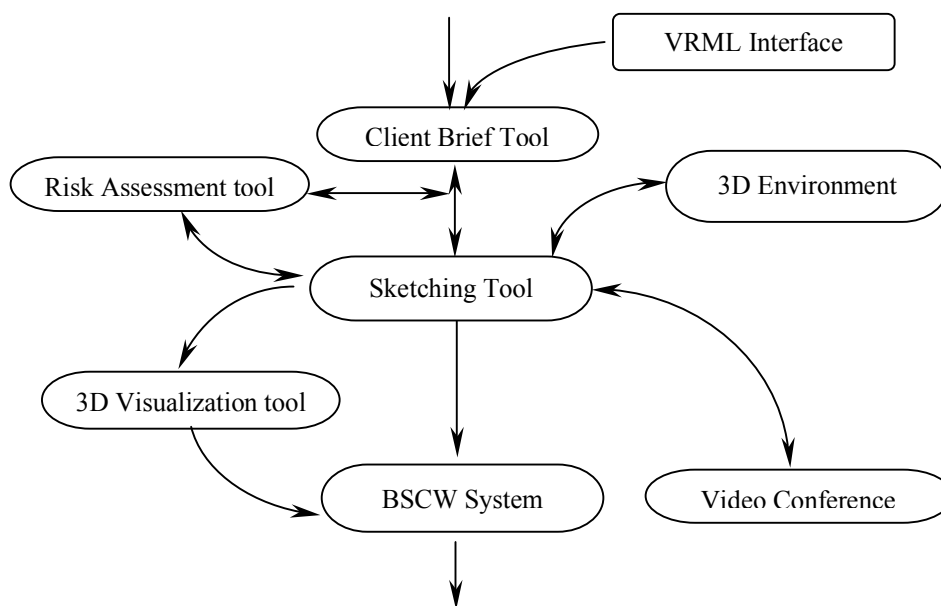 VRML Interface
Client Brief Tool
Risk Assessment tool
3D Environment
Sketching Tool
3D Visualization tool
BSCW System
Video Conference